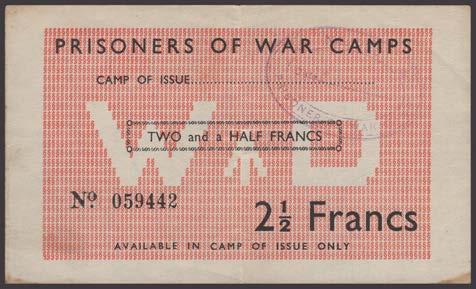 PRISONERS OF WAR CAMPS
CAMP OF ISSUE........................................
W D
TWO and a HALF FRANCS
Nº 059442
2½ Francs
AVAILABLE IN CAMP OF ISSUE ONLY